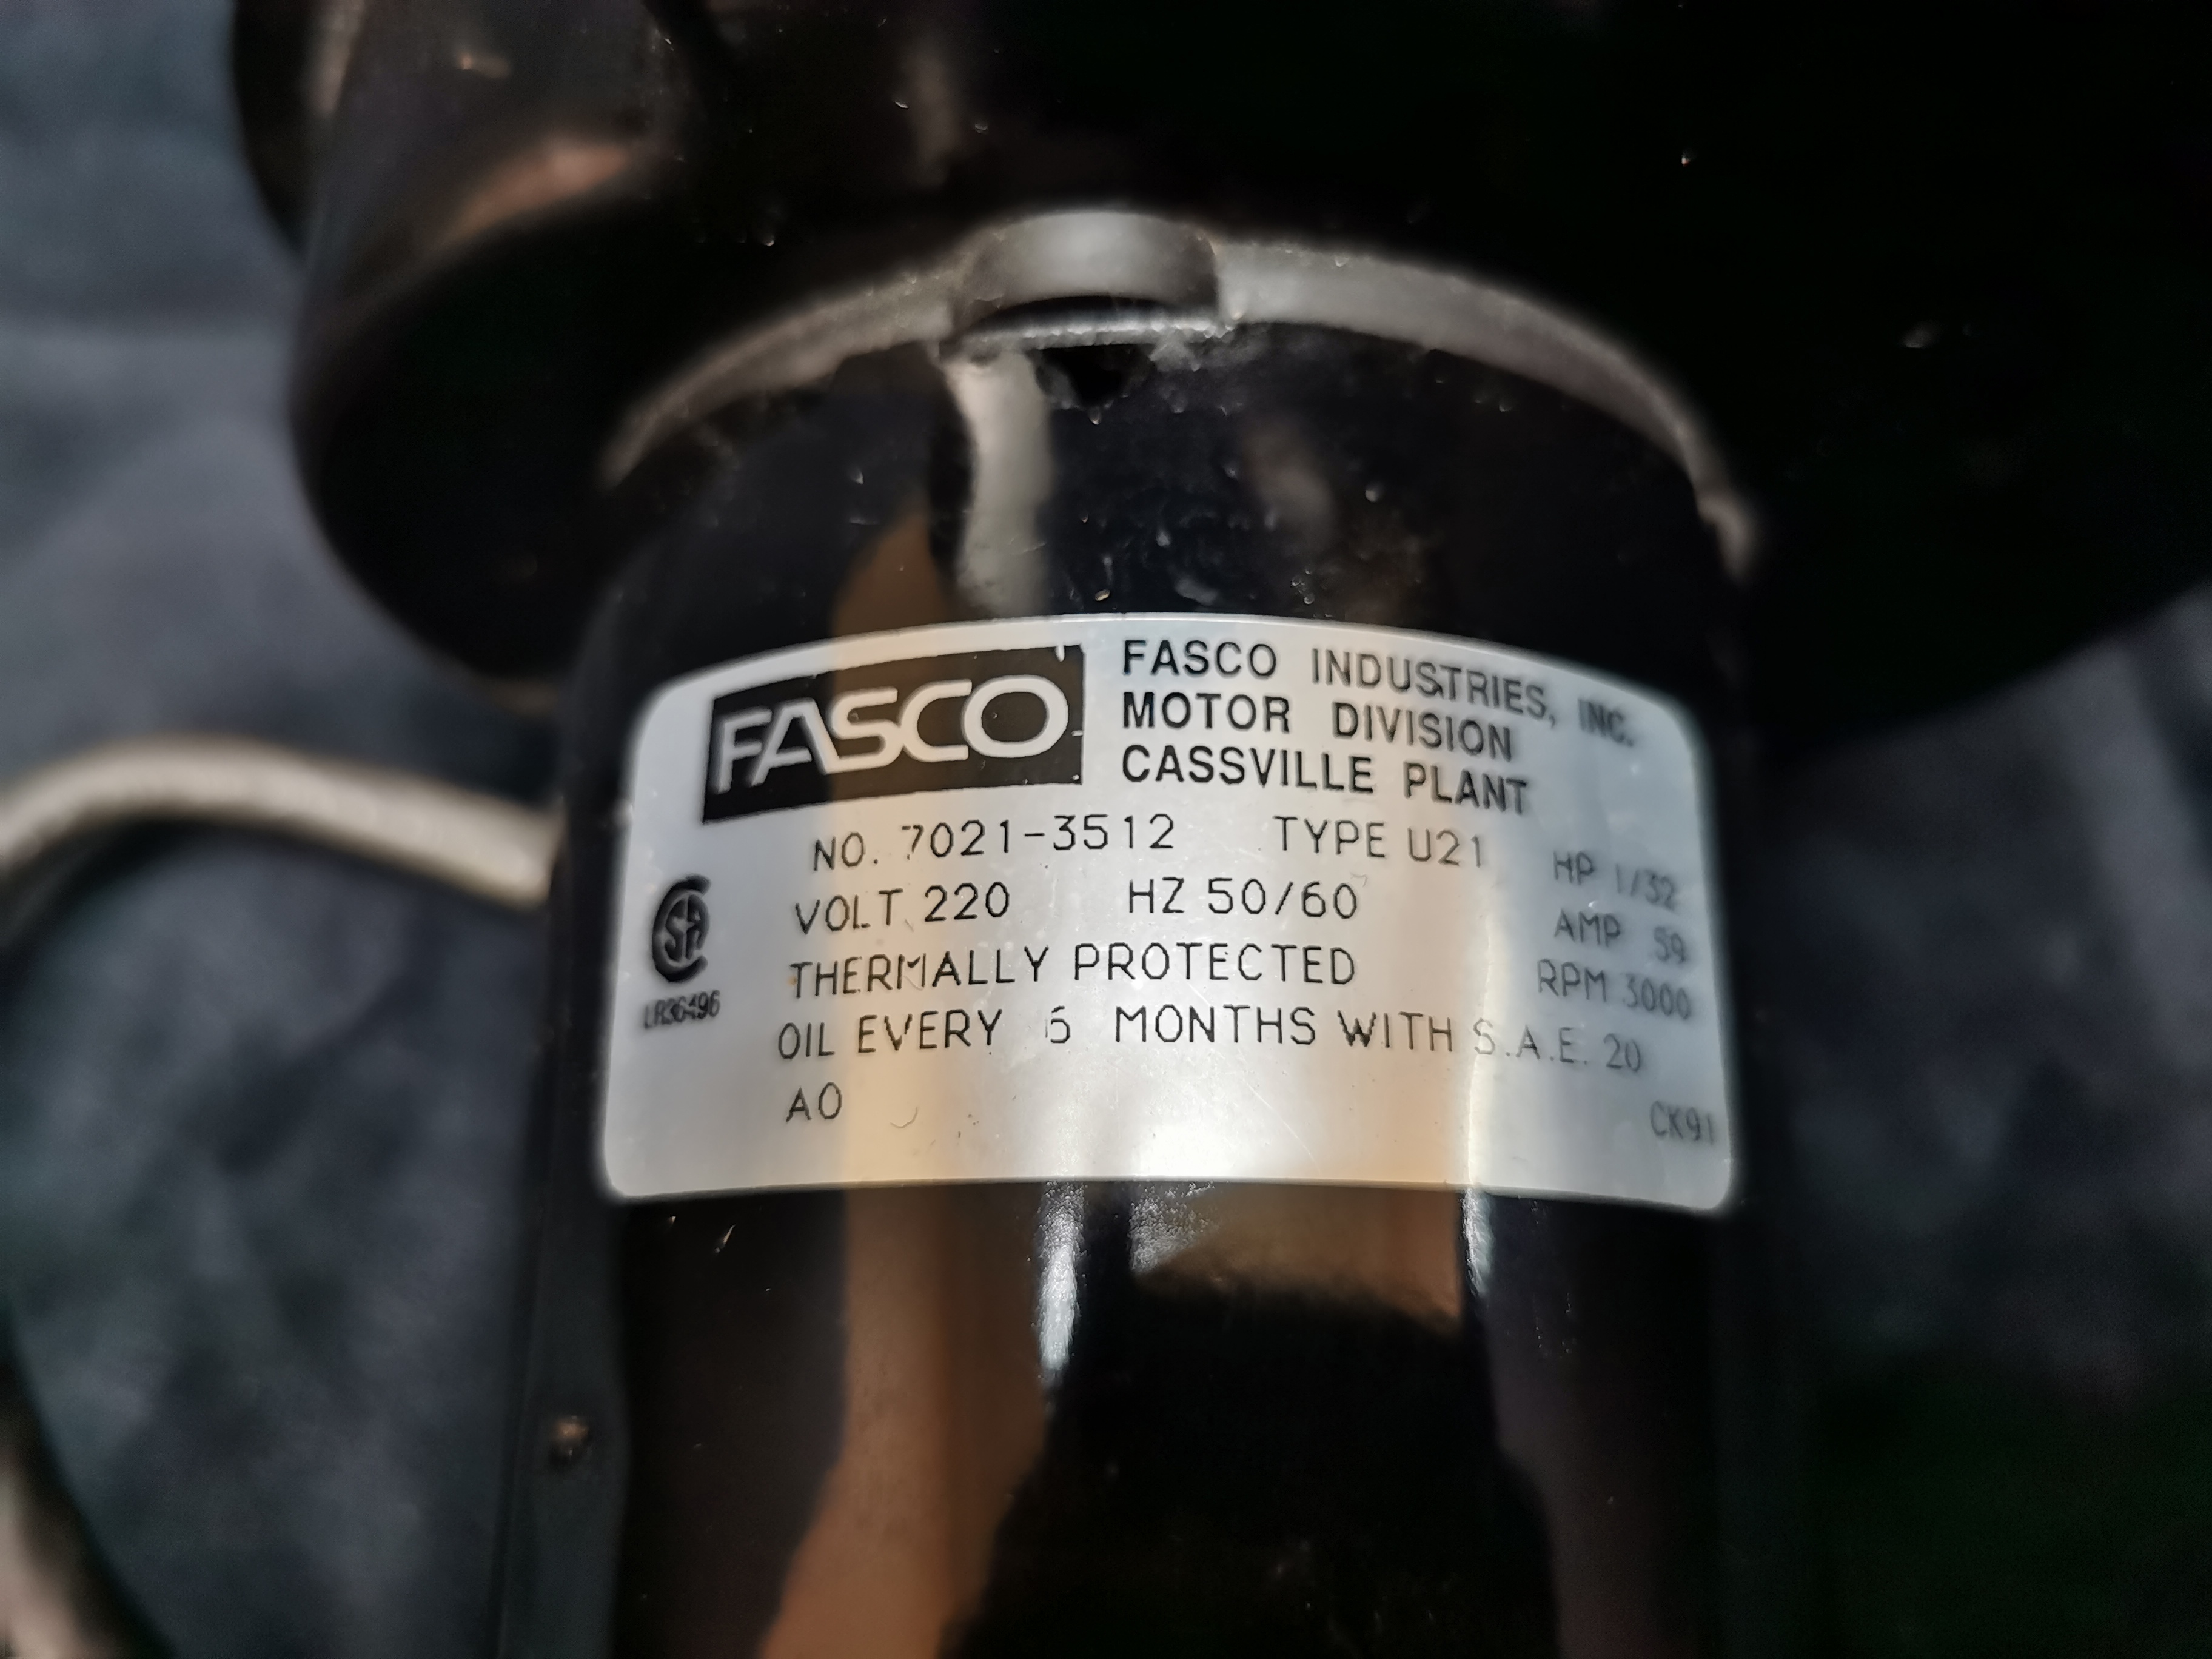 FASCO
FASCO INDUSTRIES, INC.
MOTOR DIVISION
CASSVILLE PLANT
NO. 7021-3512 TYPE U21 HP 1/32
VOLT 220 HZ 50/60 AMP .59
THERMALLY PROTECTED RPM 3000
OIL EVERY 6 MONTHS WITH S.A.E. 20
AO CK91
SA
LR36496